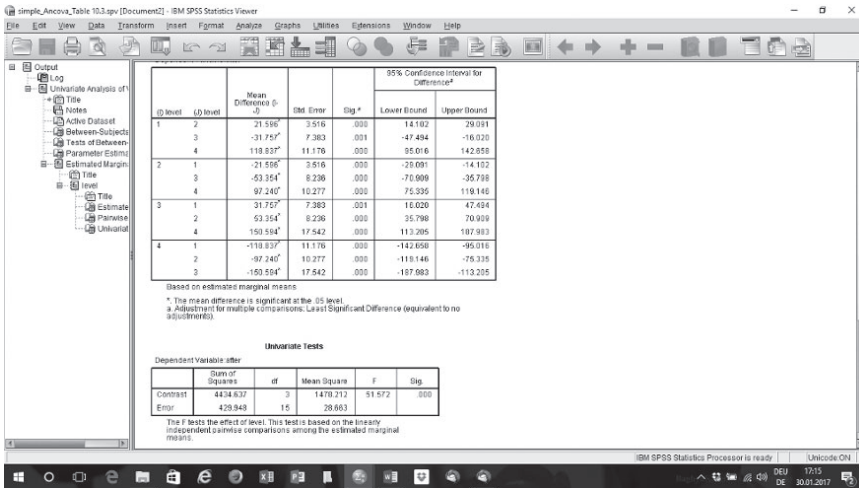 simple_Ancova_Table 10.3.spv [Document2] - IBM SPSS Statistics Viewer
File Edit View Data Transform Insert Format Analyze Graphs Utilities Extensions Window Help
Output
Log
Univariate Analysis of V
Title
Notes
Active Dataset
Between-Subjects
Tests of Between-
Parameter Estima
Estimated Margin
Title
level
Title
Estimate
Pairwise
Univariat
95% Confidence Interval for
Difference a
Mean
Difference (I-
(I) level (J) level J) Std. Error Sig. a Lower Bound Upper Bound
1 2 21.596* 3.516 .000 14.102 29.091
3 -31.757* 7.383 .001 -47.494 -16.020
4 118.837* 11.176 .000 95.016 142.658
2 1 -21.596* 3.516 .000 -29.091 -14.102
3 -53.354* 8.236 .000 -70.909 -35.798
4 97.240* 10.277 .000 75.335 119.146
3 1 31.757* 7.383 .001 16.020 47.494
2 53.354* 8.236 .000 35.798 70.909
4 150.594* 17.542 .000 113.205 187.983
4 1 -118.837* 11.176 .000 -142.658 -95.016
2 -97.240* 10.277 .000 -119.146 -75.335
3 -150.594* 17.542 .000 -187.983 -113.205
Based on estimated marginal means
*. The mean difference is significant at the .05 level.
a. Adjustment for multiple comparisons: Least Significant Difference (equivalent to no
adjustments).
Univariate Tests
Dependent Variable: after
Sum of
Squares df Mean Square F Sig.
Contrast 4434.637 3 1478.212 51.572 .000
Error 429.948 15 28.663
The F tests the effect of level. This test is based on the linearly
independent pairwise comparisons among the estimated marginal
means.
IBM SPSS Statistics Processor is ready Unicode:ON
DEU 17:15
DE 30.01.2017